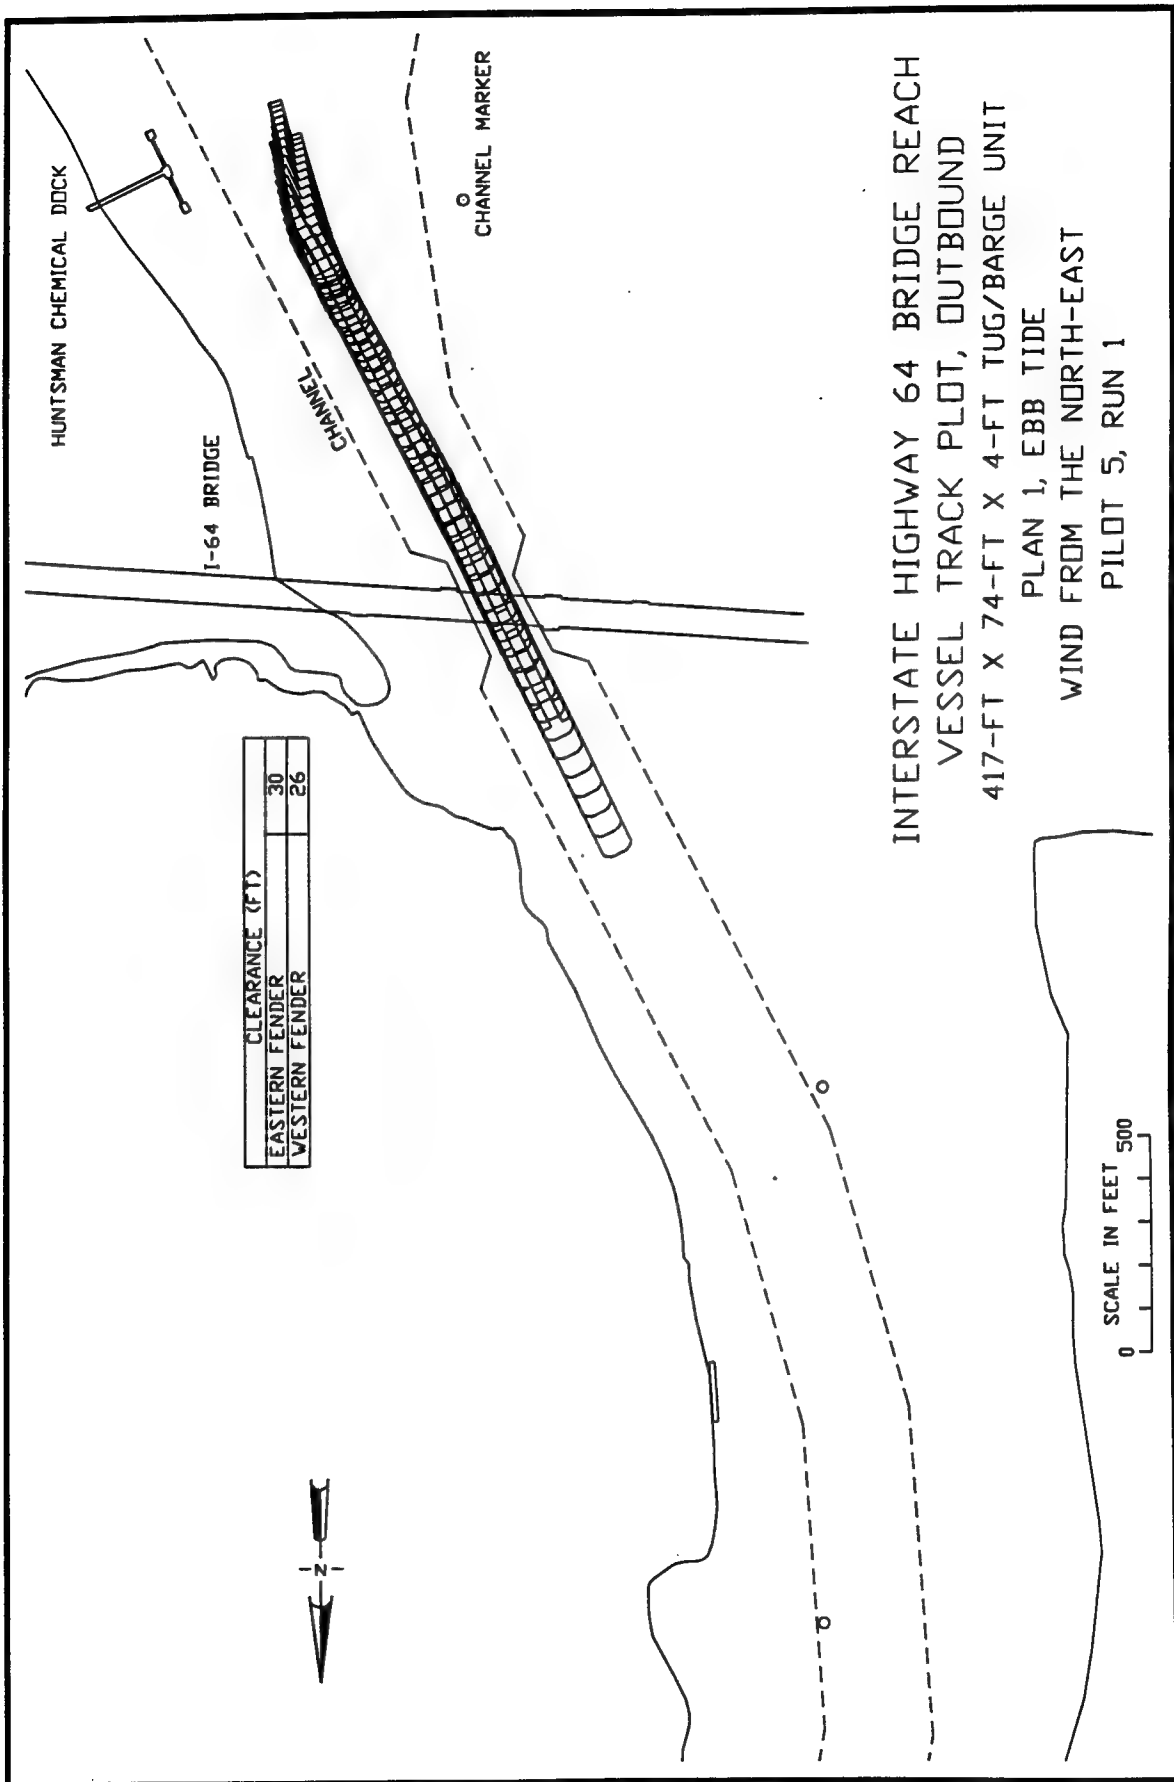 HUNTSMAN CHEMICAL DOCK
I-64 BRIDGE
CHANNEL
CHANNEL MARKER
CLEARANCE (FT)
EASTERN FENDER 30
WESTERN FENDER 26
N
INTERSTATE HIGHWAY 64 BRIDGE REACH
VESSEL TRACK PLOT, OUTBOUND
417-FT X 74-FT X 4-FT TUG/BARGE UNIT
PLAN 1, EBB TIDE
WIND FROM THE NORTH-EAST
PILOT 5, RUN 1
SCALE IN FEET
0 500